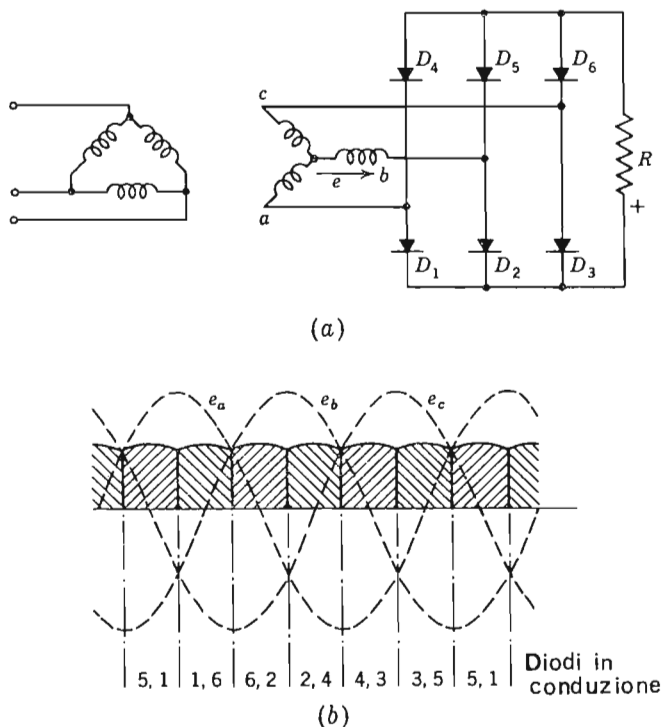 D4 D5 D6
c
R
e b
+
a
D1 D2 D3
(a)
ea eb ec
5, 1 1, 6 6, 2 2, 4 4, 3 3, 5 5, 1 Diodi in
conduzione
(b)